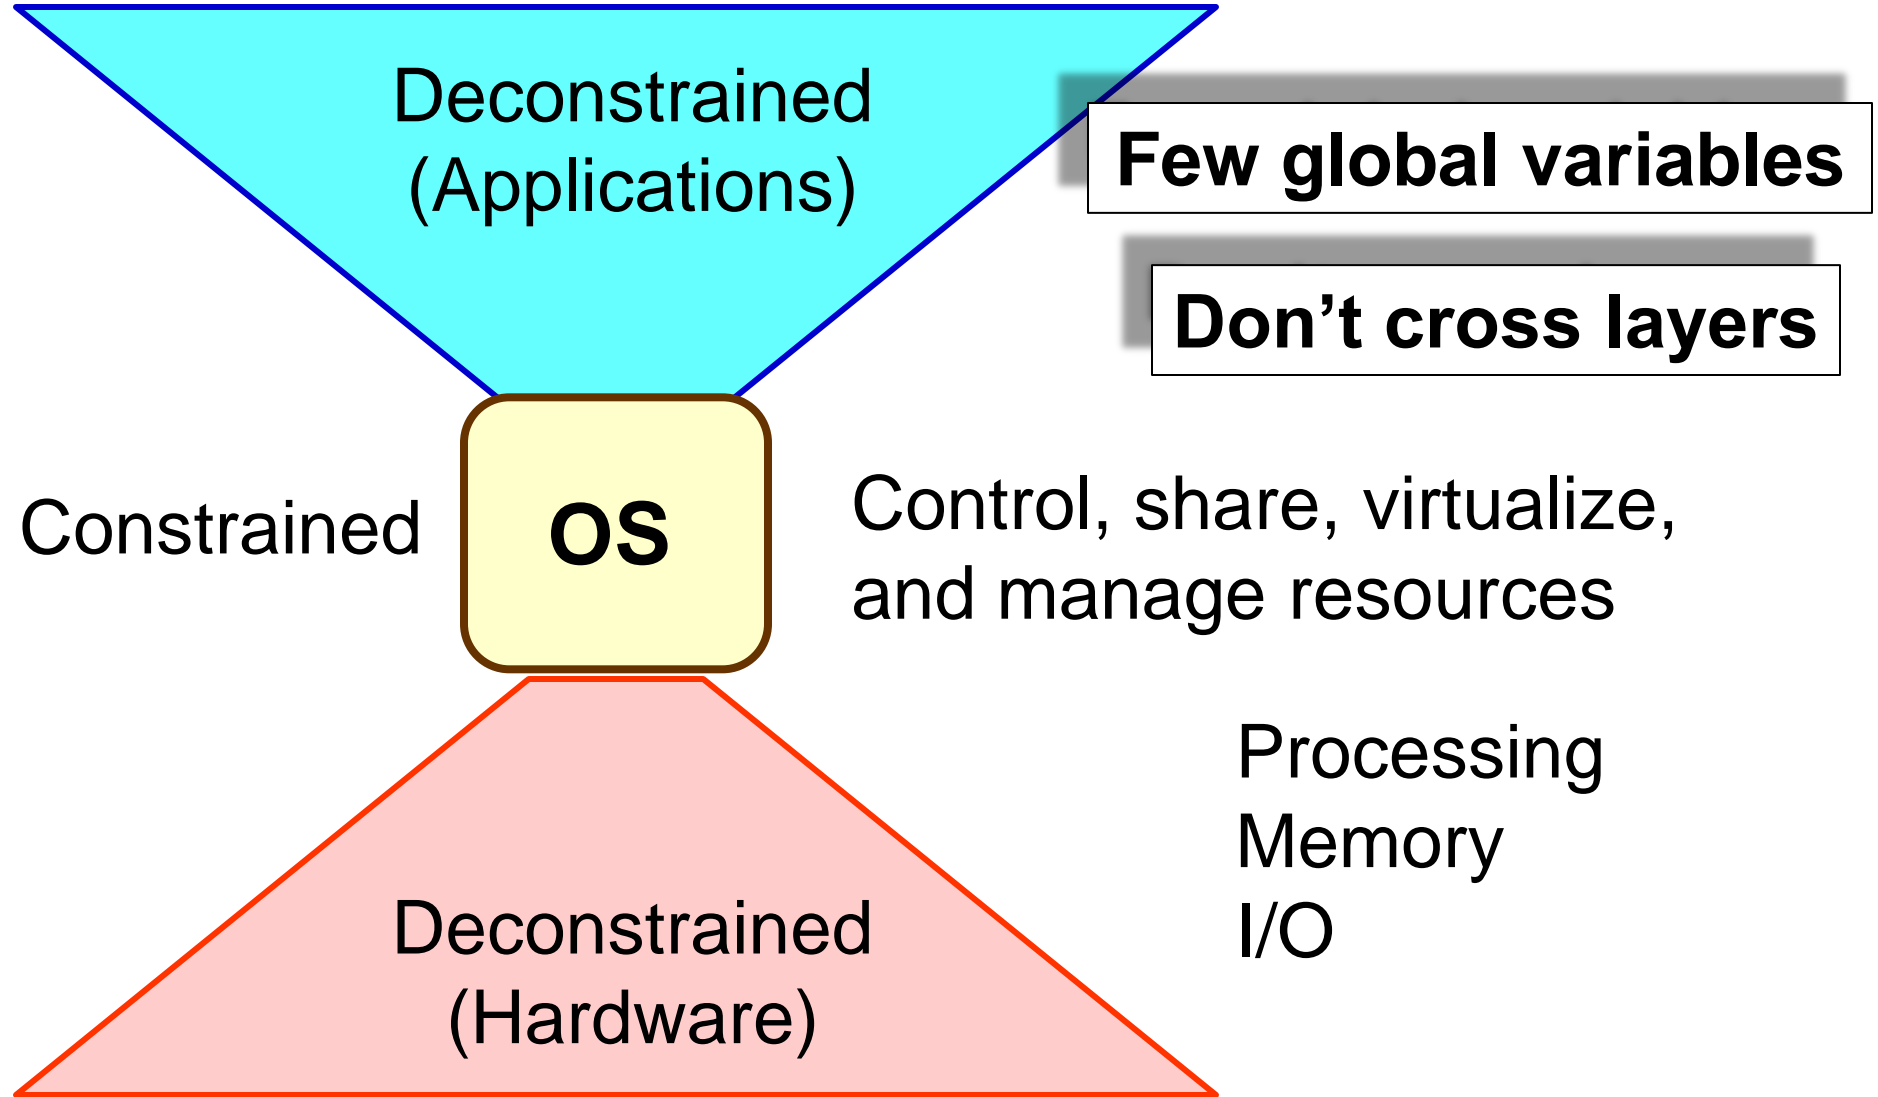 Deconstrained
(Applications)
Few global variables
Don’t cross layers
Constrained
OS
Control, share, virtualize,
and manage resources
Processing
Memory
I/O
Deconstrained
(Hardware)